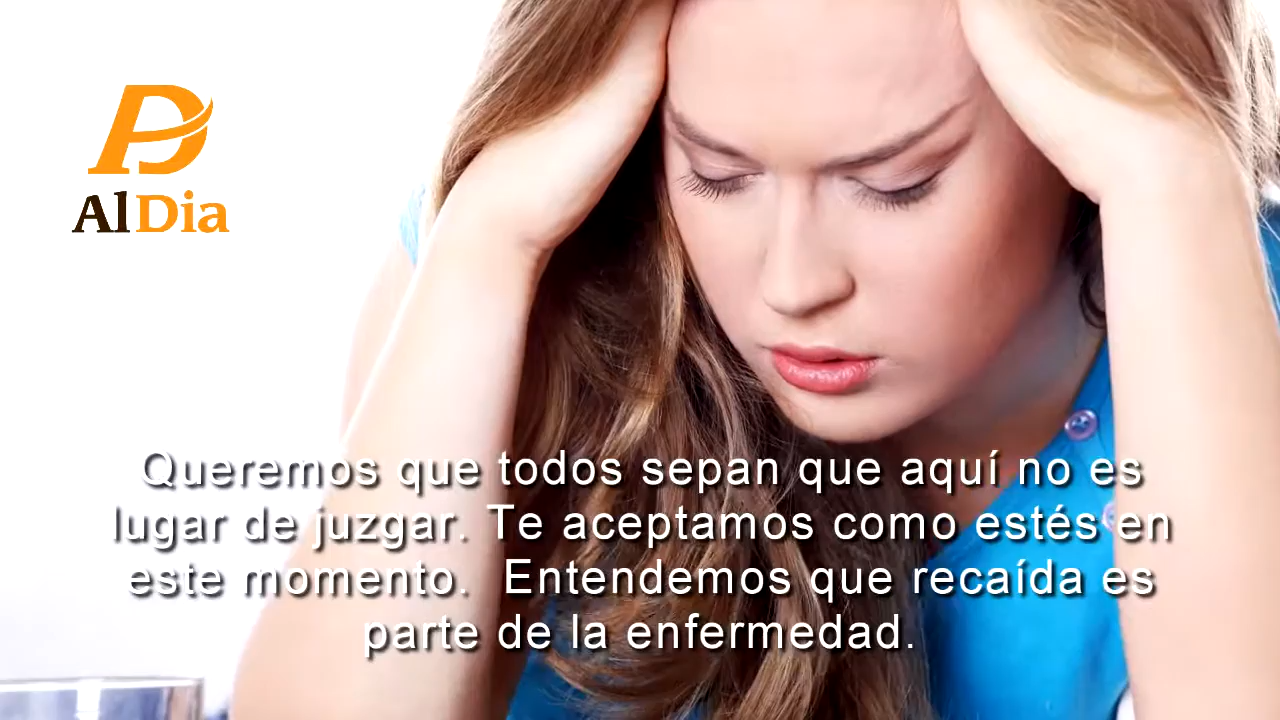 AlDia
Queremos que todos sepan que aquí no es
lugar de juzgar. Te aceptamos como estés en
este momento. Entendemos que recaída es
parte de la enfermedad.